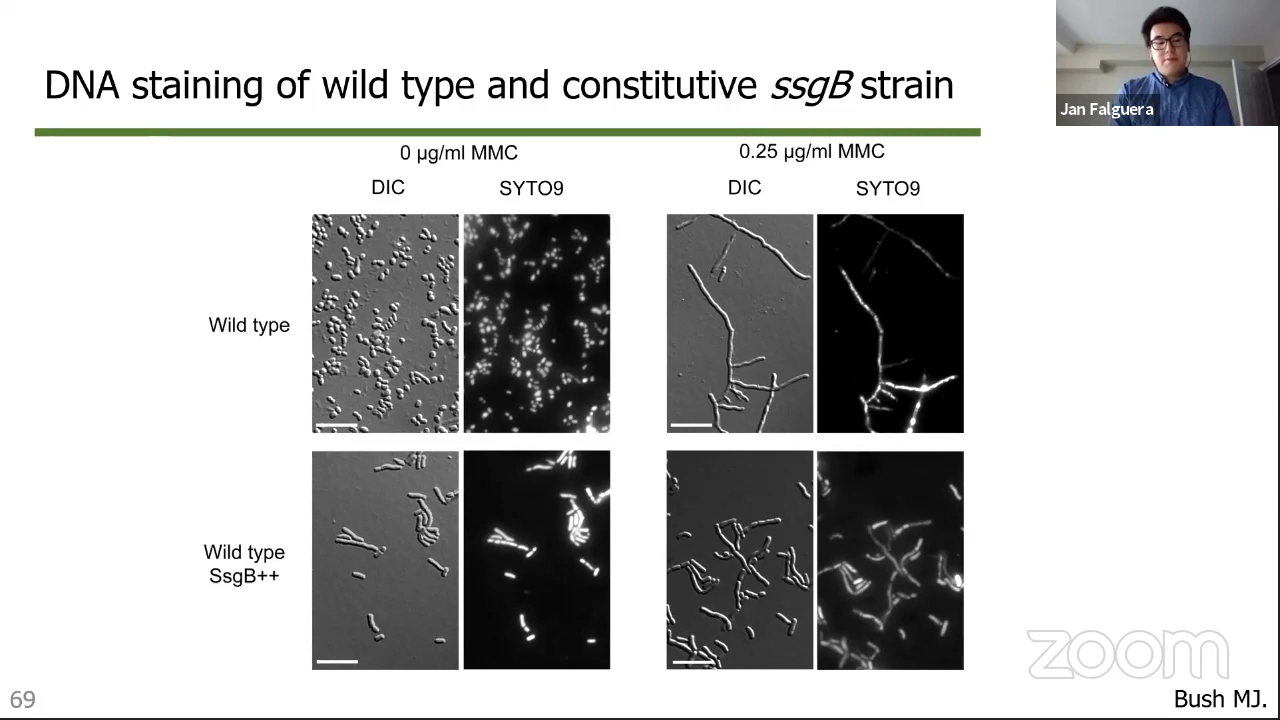 DNA staining of wild type and constitutive ssgB strain
Jan Falguera
0 µg/ml MMC
0.25 µg/ml MMC
DIC
SYTO9
DIC
SYTO9
Wild type
Wild type
SsgB++
zoom
69
Bush MJ.